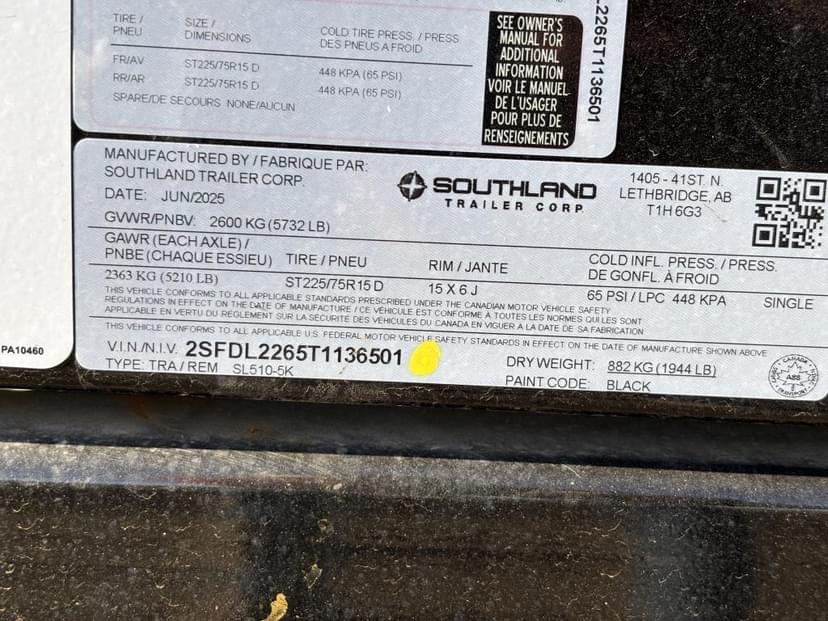 TIRE / PNEU SIZE / DIMENSIONS COLD TIRE PRESS. / PRESS. DES PNEUS A FROID
FR/AV ST225/75R15 D 448 KPA (65 PSI)
RR/AR ST225/75R15 D 448 KPA (65 PSI)
SPARE/DE SECOURS NONE/AUCUN
SEE OWNER'S
MANUAL FOR
ADDITIONAL
INFORMATION
VOIR LE MANUEL
DE L'USAGER
POUR PLUS DE
RENSEIGNEMENTS
L2265T1136501
MANUFACTURED BY / FABRIQUE PAR:
SOUTHLAND TRAILER CORP.
DATE: JUN/2025
SOUTHLAND
TRAILER CORP
1405 - 41ST. N.
LETHBRIDGE, AB
T1H 6G3
GVWR/PNBV: 2600 KG (5732 LB)
GAWR (EACH AXLE) /
PNBE (CHAQUE ESSIEU) TIRE / PNEU RIM / JANTE COLD INFL. PRESS. / PRESS.
DE GONFL. À FROID
2363 KG (5210 LB) ST225/75R15 D 15 X 6 J 65 PSI / LPC 448 KPA SINGLE
THIS VEHICLE CONFORMS TO ALL APPLICABLE STANDARDS PRESCRIBED UNDER THE CANADIAN MOTOR VEHICLE SAFETY
REGULATIONS IN EFFECT ON THE DATE OF MANUFACTURE / CE VÉHICULE EST CONFORME À TOUTES LES NORMES QUI LES SONT
APPLICABLE EN VERTU DU RÉGLEMENT SUR LA SÉCURITÉ DES VÉHICULES DU CANADA EN VIGUER A LA DATE DE SA FABRICATION
THIS VEHICLE CONFORMS TO ALL APPLICABLE U.S. FEDERAL MOTOR VEHICLE SAFETY STANDARDS IN EFFECT ON THE DATE OF MANUFACTURE SHOWN ABOVE
V.I.N./N.I.V. 2SFDL2265T1136501
DRY WEIGHT: 882 KG (1944 LB)
TYPE: TRA / REM SL510-5K
PAINT CODE: BLACK
CANADA
ABS
TRANSPORT
PA10460